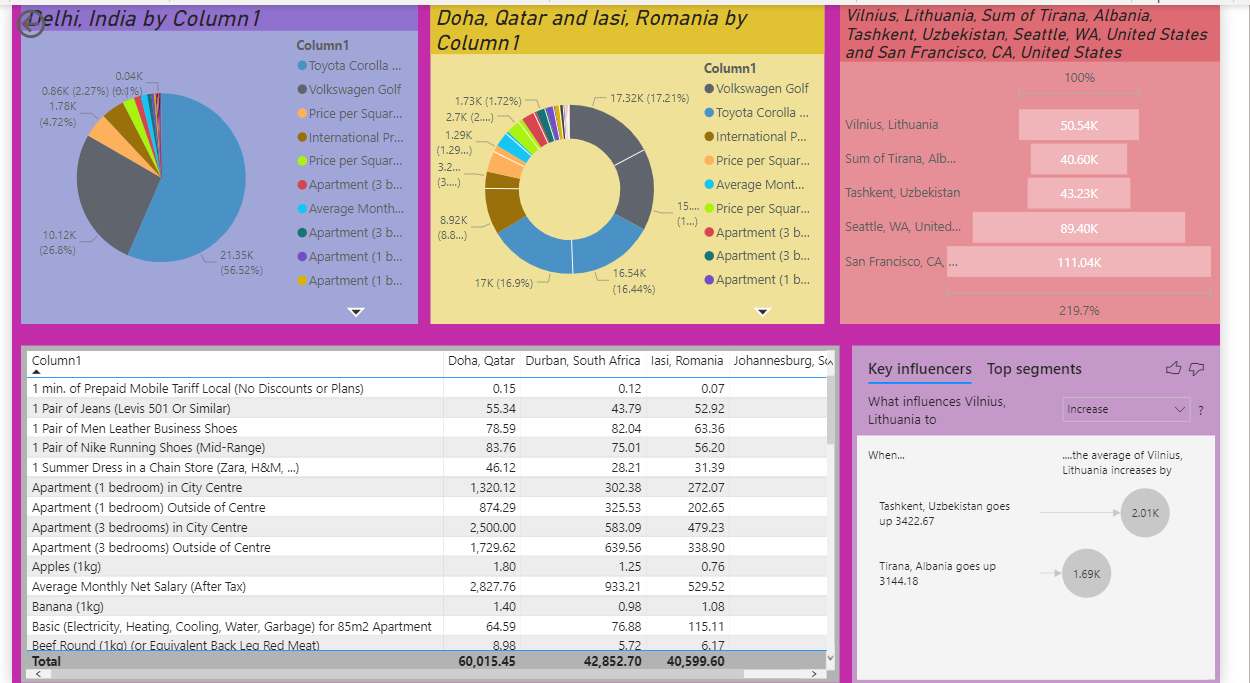 Delhi, India by Column1
Column1
Toyota Corolla ...
Volkswagen Golf
Price per Squar...
International Pr...
Price per Squar...
Apartment (3 b...
Average Month...
Apartment (3 b...
Apartment (1 b...
Apartment (1 b...
0.04K
(0.1%)
0.86K (2.27%)
1.78K
(4.72%)
10.12K
(26.8%)
21.35K
(56.52%)
Doha, Qatar and Iasi, Romania by
Column1
Column1
Volkswagen Golf
Toyota Corolla ...
International P...
Price per Squar...
Average Mont...
Price per Squar...
Apartment (3 b...
Apartment (3 b...
Apartment (1 b...
1.73K (1.72%)
2.7K (2....)
1.29K
(1.29...)
3.2...
(3....)
8.92K
(8.8...)
17K (16.9%)
16.54K
(16.44%)
15....
(1...)
17.32K (17.21%)
Vilnius, Lithuania, Sum of Tirana, Albania,
Tashkent, Uzbekistan, Seattle, WA, United States
and San Francisco, CA, United States
100%
Vilnius, Lithuania 50.54K
Sum of Tirana, Alb... 40.60K
Tashkent, Uzbekistan 43.23K
Seattle, WA, United... 89.40K
San Francisco, CA, ... 111.04K
219.7%
Column1 Doha, Qatar Durban, South Africa Iasi, Romania Johannesburg, So
1 min. of Prepaid Mobile Tariff Local (No Discounts or Plans) 0.15 0.12 0.07
1 Pair of Jeans (Levis 501 Or Similar) 55.34 43.79 52.92
1 Pair of Men Leather Business Shoes 78.59 82.04 63.36
1 Pair of Nike Running Shoes (Mid-Range) 83.76 75.01 56.20
1 Summer Dress in a Chain Store (Zara, H&M, ...) 46.12 28.21 31.39
Apartment (1 bedroom) in City Centre 1,320.12 302.38 272.07
Apartment (1 bedroom) Outside of Centre 874.29 325.53 202.65
Apartment (3 bedrooms) in City Centre 2,500.00 583.09 479.23
Apartment (3 bedrooms) Outside of Centre 1,729.62 639.56 338.90
Apples (1kg) 1.80 1.25 0.76
Average Monthly Net Salary (After Tax) 2,827.76 933.21 529.52
Banana (1kg) 1.40 0.98 1.08
Basic (Electricity, Heating, Cooling, Water, Garbage) for 85m2 Apartment 64.59 76.88 115.11
Beef Round (1kg) (or Equivalent Back Leg Red Meat) 8.98 5.72 6.17
Total 60,015.45 42,852.70 40,599.60
Key influencers Top segments
What influences Vilnius,
Lithuania to
Increase ?
When...
....the average of Vilnius,
Lithuania increases by
Tashkent, Uzbekistan goes
up 3422.67
2.01K
Tirana, Albania goes up
3144.18
1.69K